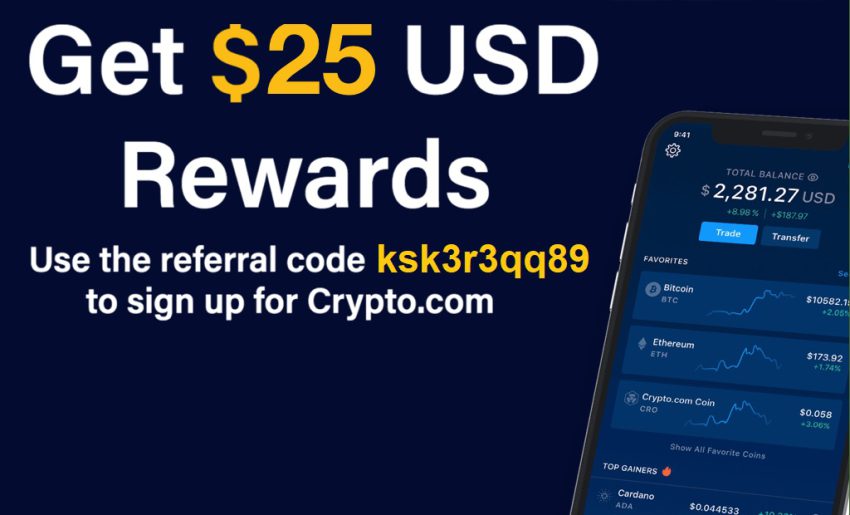 Get $25 USD
Rewards
Use the referral code ksk3r3qq89
to sign up for Crypto.com
9:41
TOTAL BALANCE
$2,281.27 USD
+8.98% | +$187.97
Trade Transfer
FAVORITES
Bitcoin
BTC
+2.05%
Ethereum $173.92
ETH +1.74%
Crypto.com Coin $0.058
CRO +3.06%
Show All Favorite Coins
TOP GAINERS
Cardano $0.044533
ADA